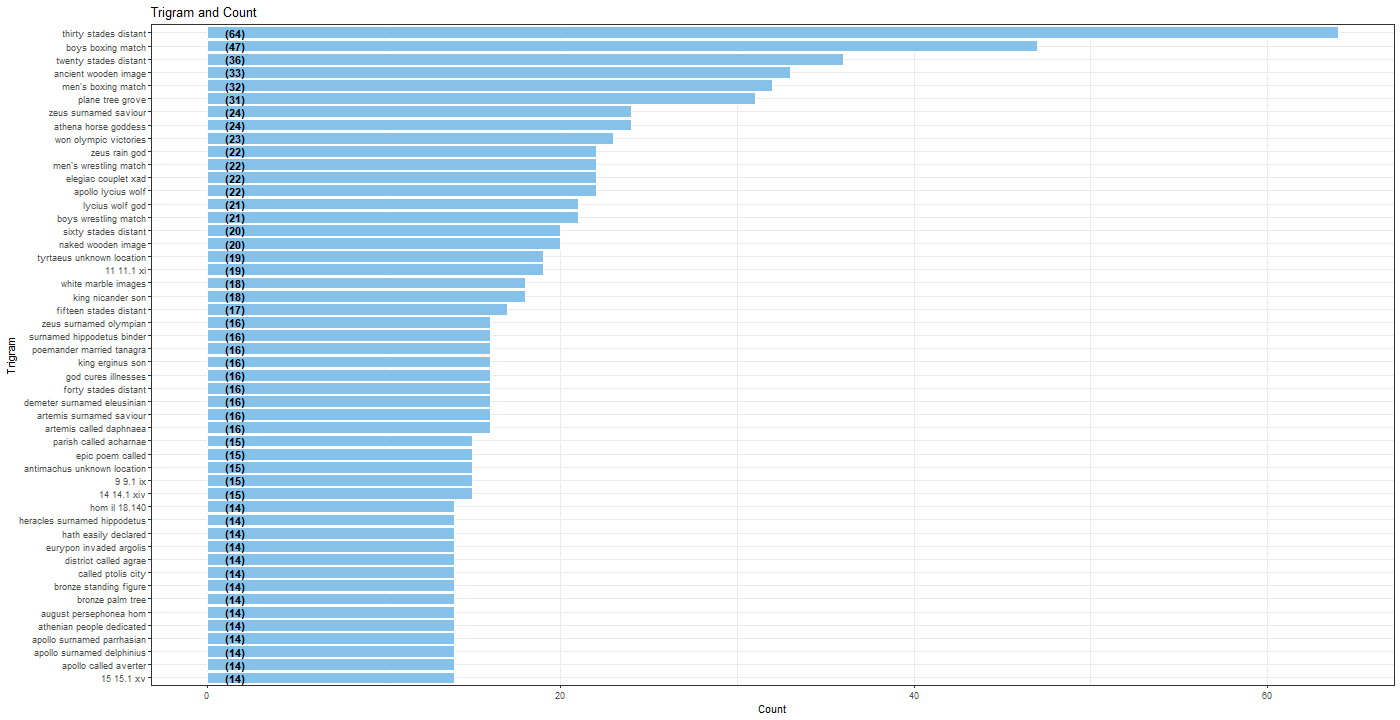 Trigram and Count
thirty stades distant (64)
boys boxing match (47)
twenty stades distant (36)
ancient wooden image (33)
men's boxing match (32)
plane tree grove (31)
zeus surnamed saviour (24)
athena horse goddess (24)
won olympic victories (23)
zeus rain god (22)
men's wrestling match (22)
elegiac couplet xad (22)
apollo lycius wolf (22)
lycius wolf god (21)
boys wrestling match (21)
sixty stades distant (20)
naked wooden image (20)
tyrtaeus unknown location (19)
11 11.1 xi (19)
white marble images (18)
king nicander son (18)
fifteen stades distant (17)
zeus surnamed olympian (16)
surnamed hippodetus binder (16)
poemander married tanagra (16)
king erginus son (16)
god cures illnesses (16)
forty stades distant (16)
demeter surnamed eleusinian (16)
artemis surnamed saviour (16)
artemis called daphnaea (16)
parish called acharnae (15)
epic poem called (15)
antimachus unknown location (15)
9 9.1 ix (15)
14 14.1 xiv (15)
hom il 18.140 (14)
heracles surnamed hippodetus (14)
hath easily declared (14)
eurypon invaded argolis (14)
district called agrae (14)
called ptolis city (14)
bronze standing figure (14)
bronze palm tree (14)
august persephonea hom (14)
athenian people dedicated (14)
apollo surnamed parrhasian (14)
apollo surnamed delphinius (14)
apollo called averter (14)
15 15.1 xv (14)
0 20 40 60
Count
Trigram